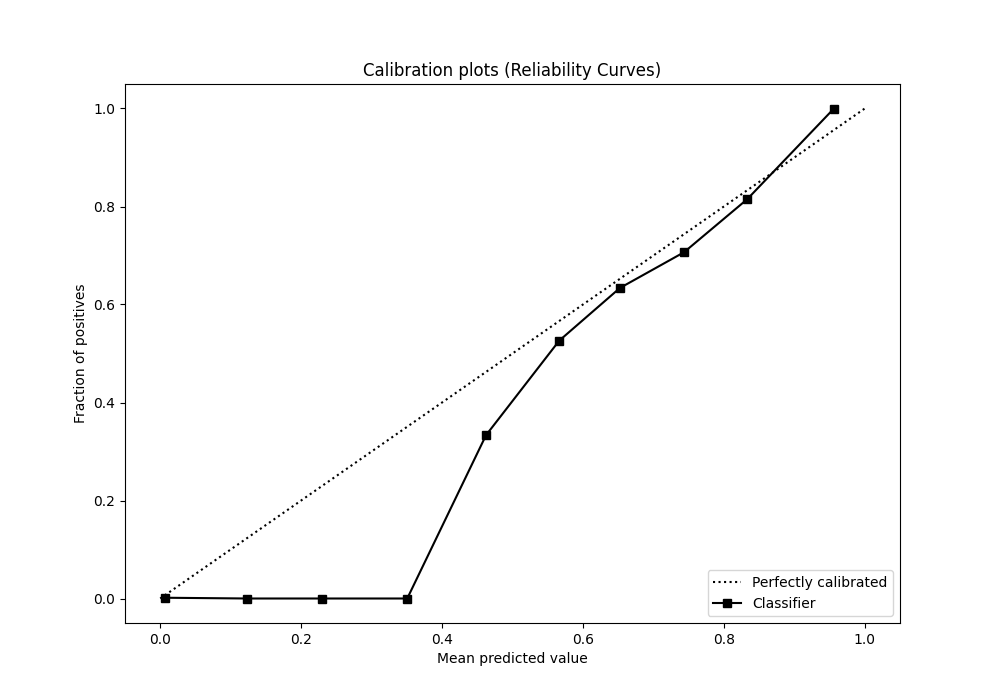 Calibration plots (Reliability Curves)
1.0
0.8
0.6
0.4
0.2
0.0
Fraction of positives
0.0 0.2 0.4 0.6 0.8 1.0
Mean predicted value
Perfectly calibrated
Classifier